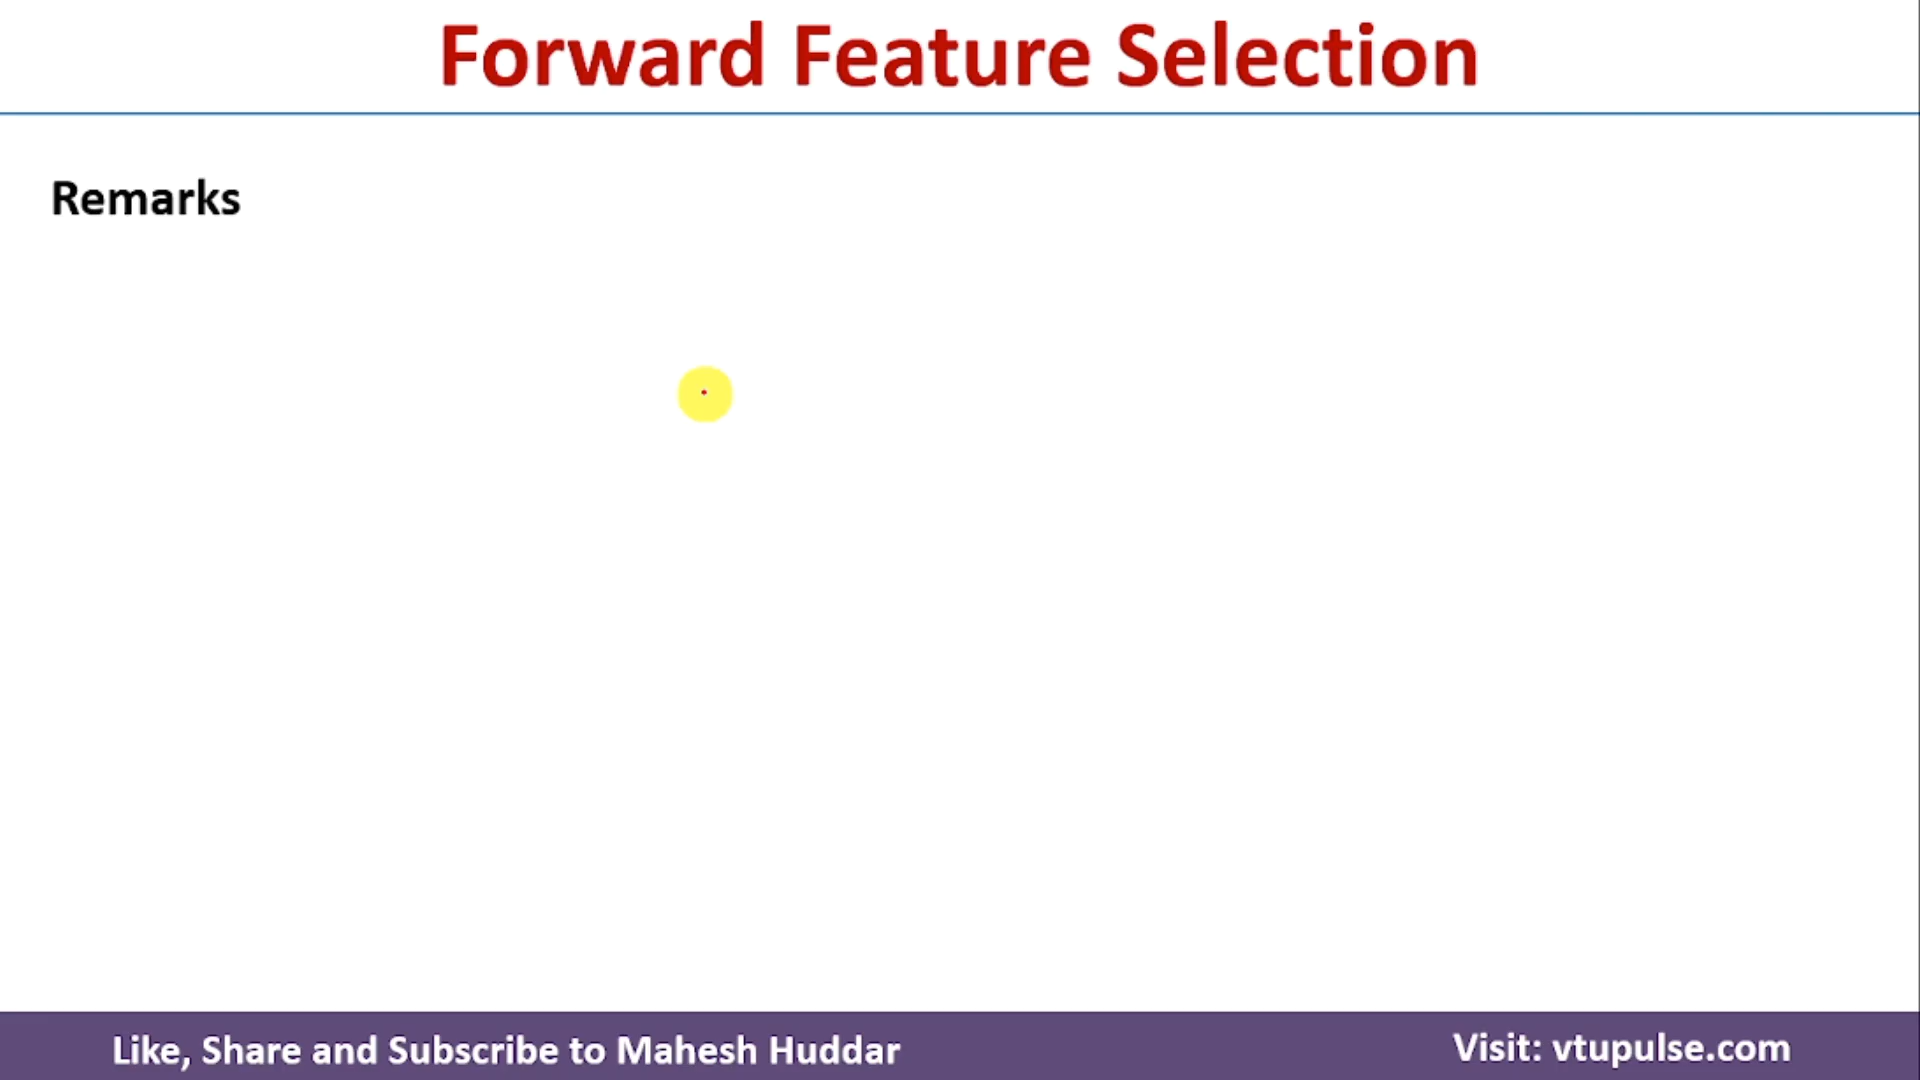 Forward Feature Selection
Remarks
Like, Share and Subscribe to Mahesh Huddar
Visit: vtupulse.com